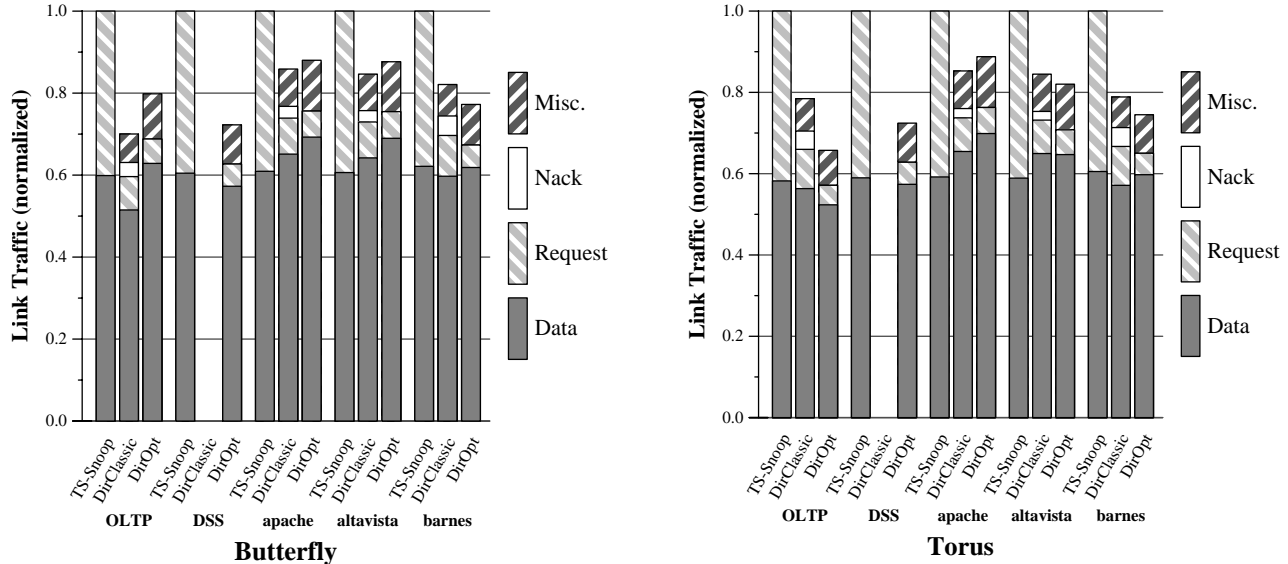 Link Traffic (normalized)
1.0
0.8
0.6
0.4
0.2
0.0
Misc.
Nack
Request
Data
TS-Snoop
DirClassic
DirOpt
TS-Snoop
DirClassic
DirOpt
TS-Snoop
DirClassic
DirOpt
TS-Snoop
DirClassic
DirOpt
TS-Snoop
DirClassic
DirOpt
OLTP DSS apache altavista barnes
Butterfly
Link Traffic (normalized)
1.0
0.8
0.6
0.4
0.2
0.0
Misc.
Nack
Request
Data
TS-Snoop
DirClassic
DirOpt
TS-Snoop
DirClassic
DirOpt
TS-Snoop
DirClassic
DirOpt
TS-Snoop
DirClassic
DirOpt
TS-Snoop
DirClassic
DirOpt
OLTP DSS apache altavista barnes
Torus